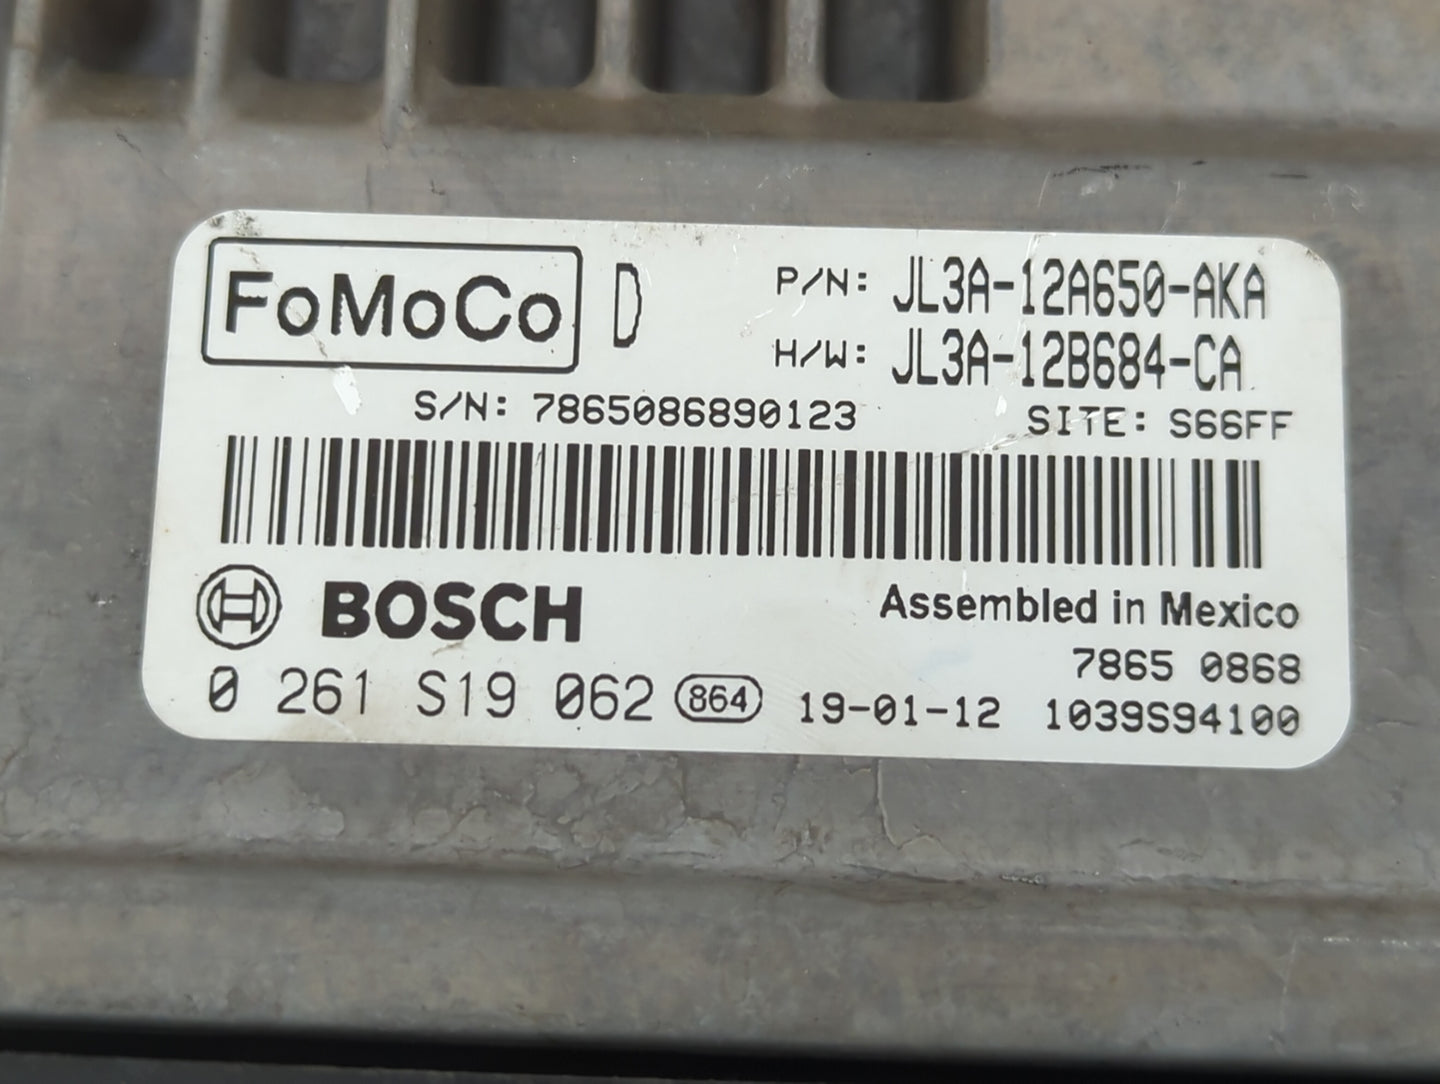 FoMoCo D P/N: JL3A-12A650-AKA
H/W: JL3A-12B684-CA
S/N: 7865086890123 SITE: S66FF
BOSCH Assembled in Mexico
7865 0868
0 261 S19 062 864 19-01-12 1039S94100